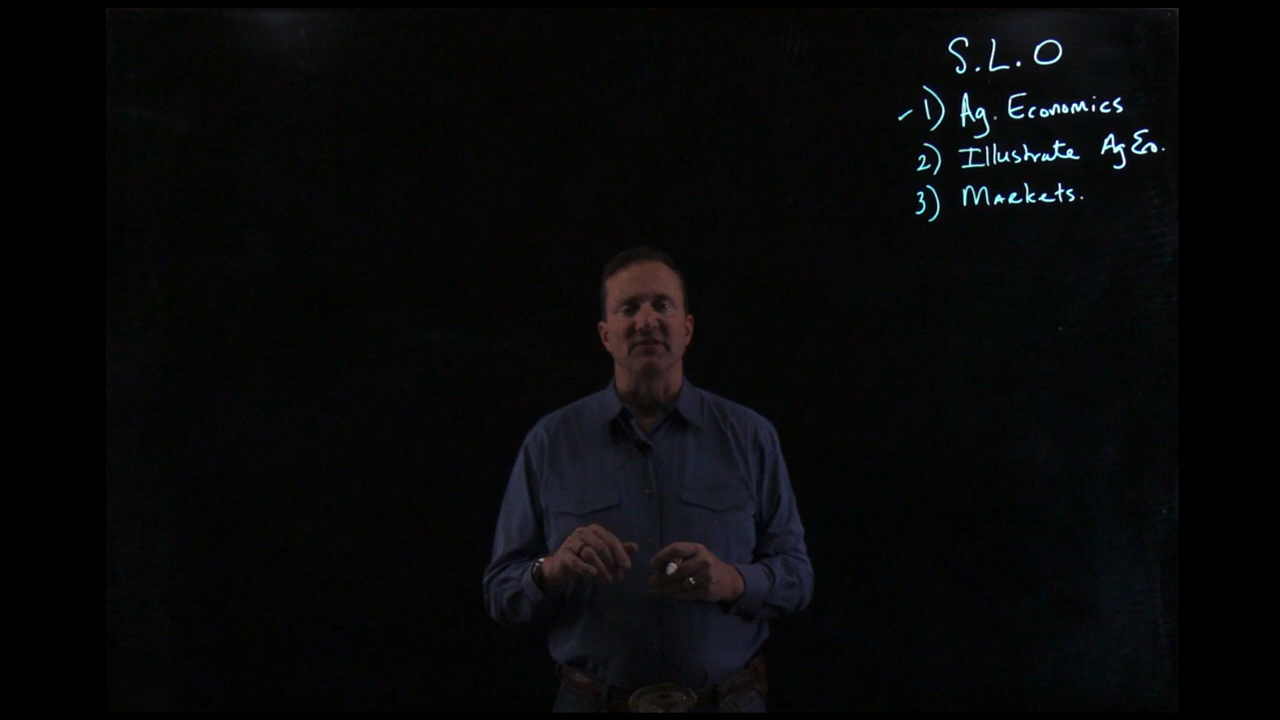 S.L.O
- 1) Ag. Economics
2) Illustrate Ag Eco.
3) Markets.